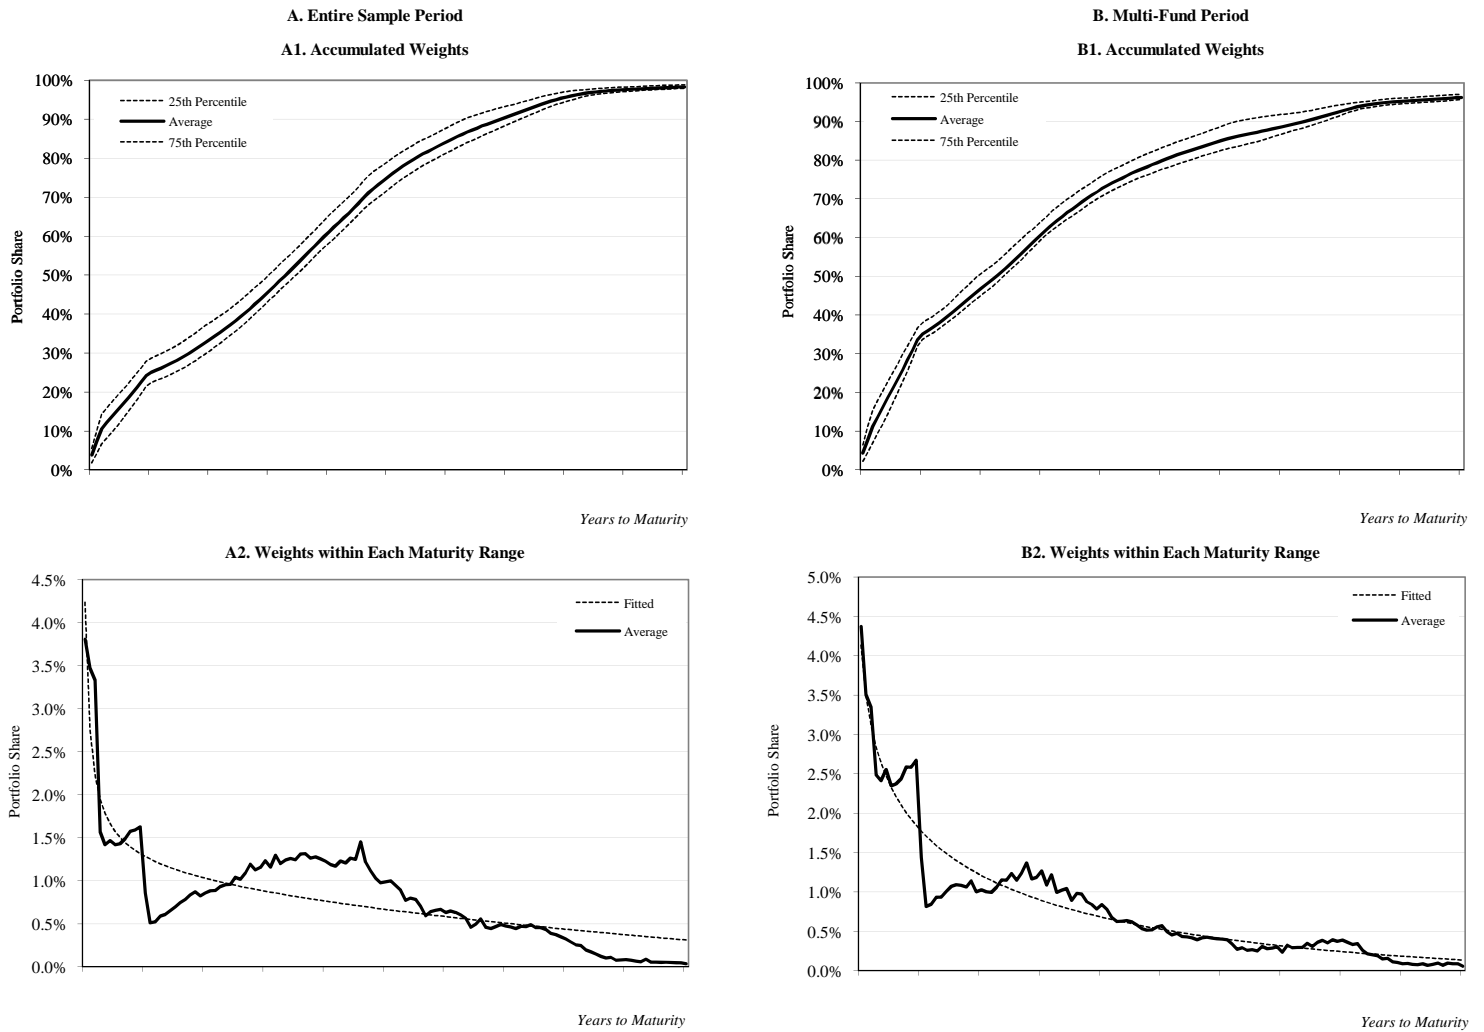 A. Entire Sample Period
A1. Accumulated Weights
100%
90%
80%
70%
60%
50%
40%
30%
20%
10%
0%
Portfolio Share
25th Percentile
Average
75th Percentile
Years to Maturity
B. Multi-Fund Period
B1. Accumulated Weights
100%
90%
80%
70%
60%
50%
40%
30%
20%
10%
0%
Portfolio Share
25th Percentile
Average
75th Percentile
Years to Maturity
A2. Weights within Each Maturity Range
4.5%
4.0%
3.5%
3.0%
2.5%
2.0%
1.5%
1.0%
0.5%
0.0%
Portfolio Share
Fitted
Average
Years to Maturity
B2. Weights within Each Maturity Range
5.0%
4.5%
4.0%
3.5%
3.0%
2.5%
2.0%
1.5%
1.0%
0.5%
0.0%
Portfolio Share
Fitted
Average
Years to Maturity